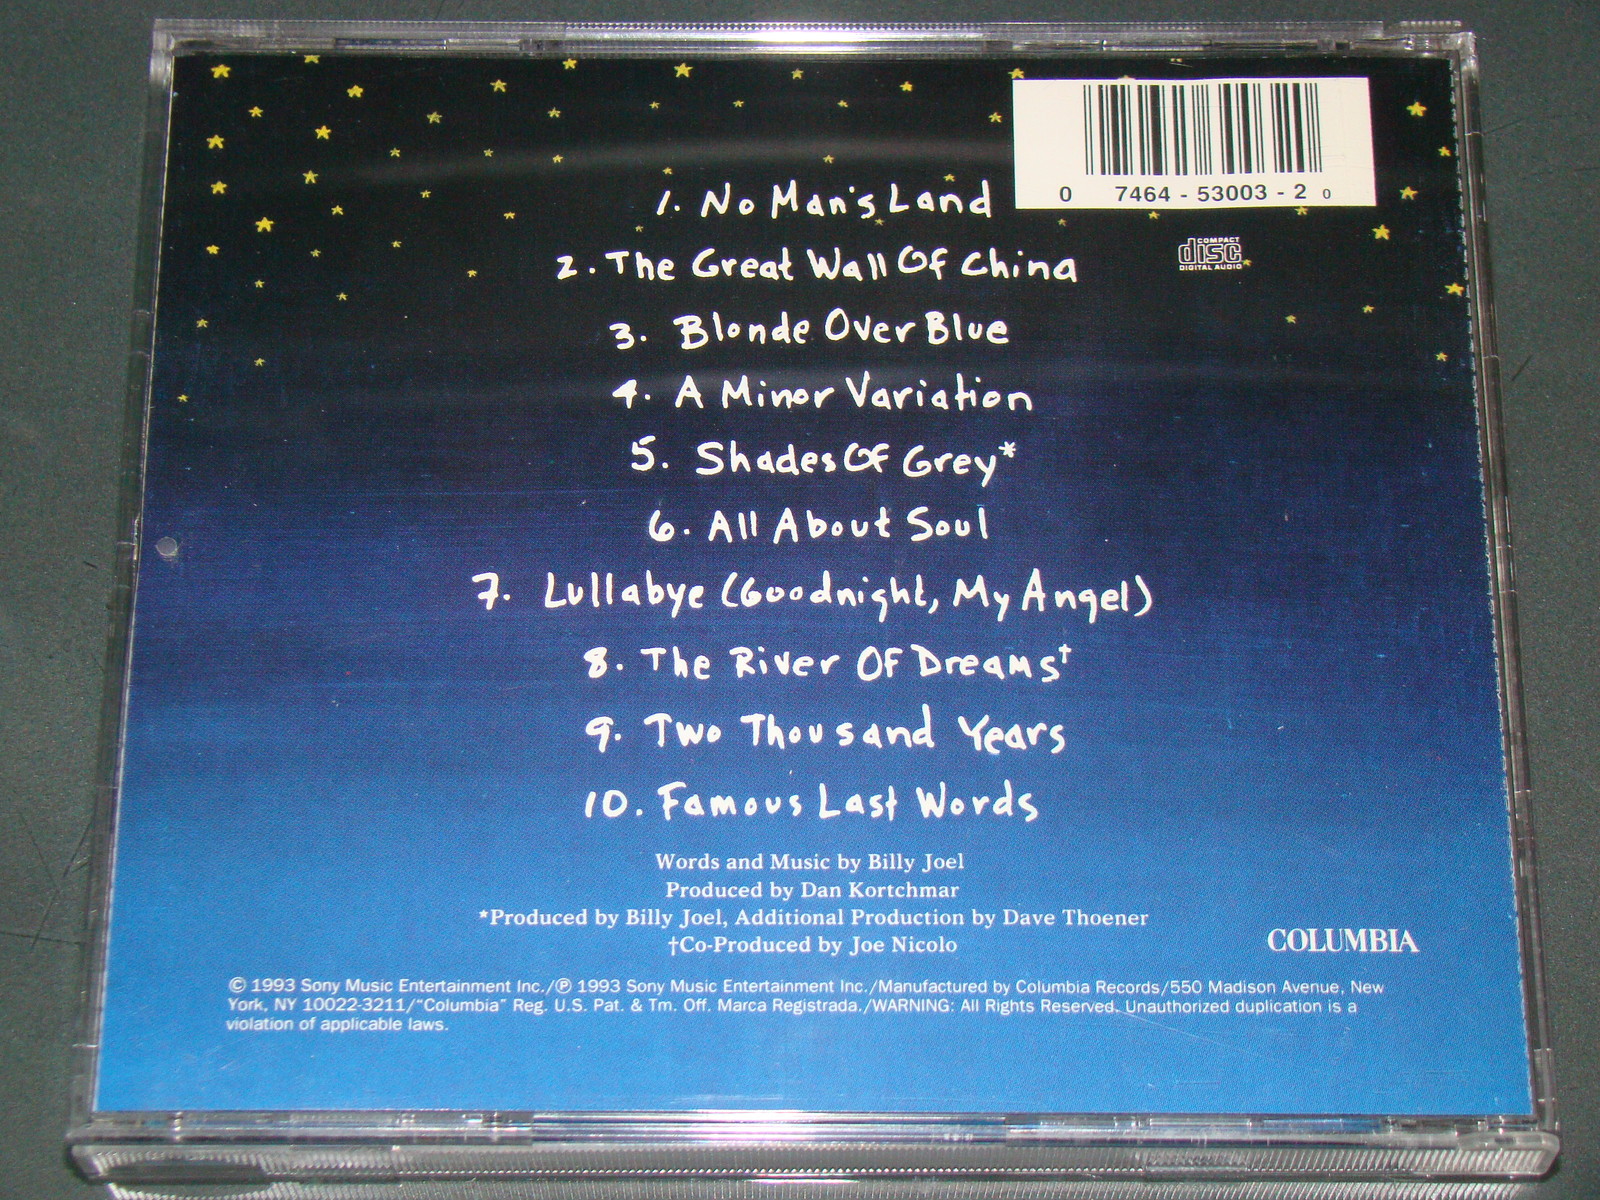 0 7464 - 53003 - 2 0
COMPACT
disc
DIGITAL AUDIO
1. No Man's Land
2. The Great Wall Of China
3. Blonde Over Blue
4. A Minor Variation
5. Shades Of Grey*
6. All About Soul
7. Lullabye (Goodnight, My Angel)
8. The River Of Dreams†
9. Two Thousand Years
10. Famous Last Words
Words and Music by Billy Joel
Produced by Dan Kortchmar
*Produced by Billy Joel, Additional Production by Dave Thoener
†Co-Produced by Joe Nicolo
COLUMBIA
© 1993 Sony Music Entertainment Inc./℗ 1993 Sony Music Entertainment Inc./Manufactured by Columbia Records/550 Madison Avenue, New
York, NY 10022-3211/“Columbia” Reg. U.S. Pat. & Tm. Off. Marca Registrada./WARNING: All Rights Reserved. Unauthorized duplication is a
violation of applicable laws.